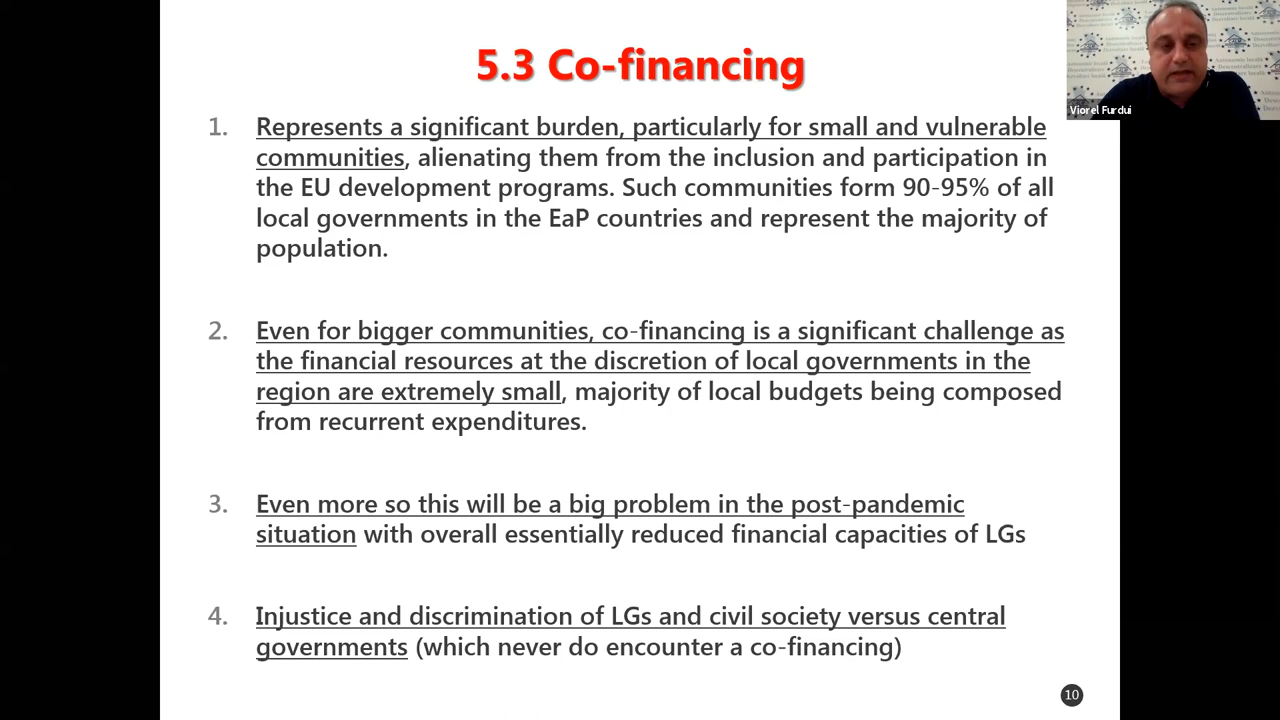 5.3 Co-financing
Viorel Furdui
1. Represents a significant burden, particularly for small and vulnerable
communities, alienating them from the inclusion and participation in
the EU development programs. Such communities form 90-95% of all
local governments in the EaP countries and represent the majority of
population.
2. Even for bigger communities, co-financing is a significant challenge as
the financial resources at the discretion of local governments in the
region are extremely small, majority of local budgets being composed
from recurrent expenditures.
3. Even more so this will be a big problem in the post-pandemic
situation with overall essentially reduced financial capacities of LGs
4. Injustice and discrimination of LGs and civil society versus central
governments (which never do encounter a co-financing)
10